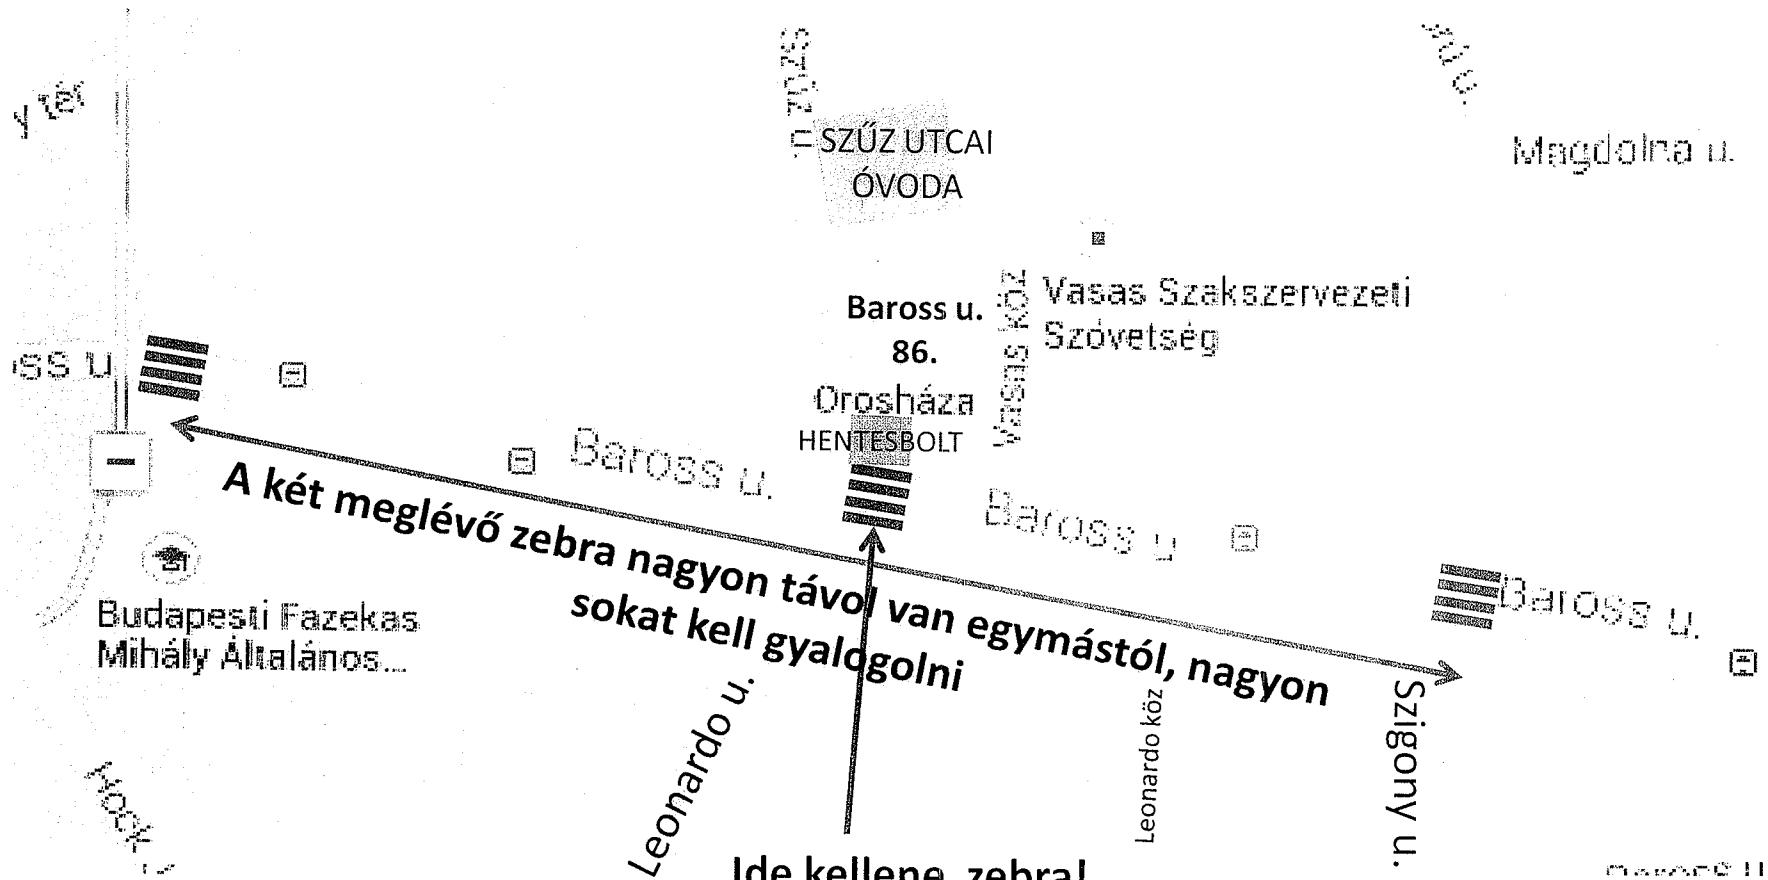 SZŰZ U.
SZŰZ UTCAI
ÓVODA
Magdolna u.
Vasas Szakszervezeti
Szövetség
Vasas köz
Baross u.
86.
Orosháza
HENTESBOLT
Baross u.
Baross u
Baross u.
A két meglévő zebra nagyon távol van egymástól, nagyon
sokat kell gyalogolni
Budapesti Fazekas
Mihály Általános...
Leonardo u.
Leonardo köz
Szigony u.
Ide kellene zebra!